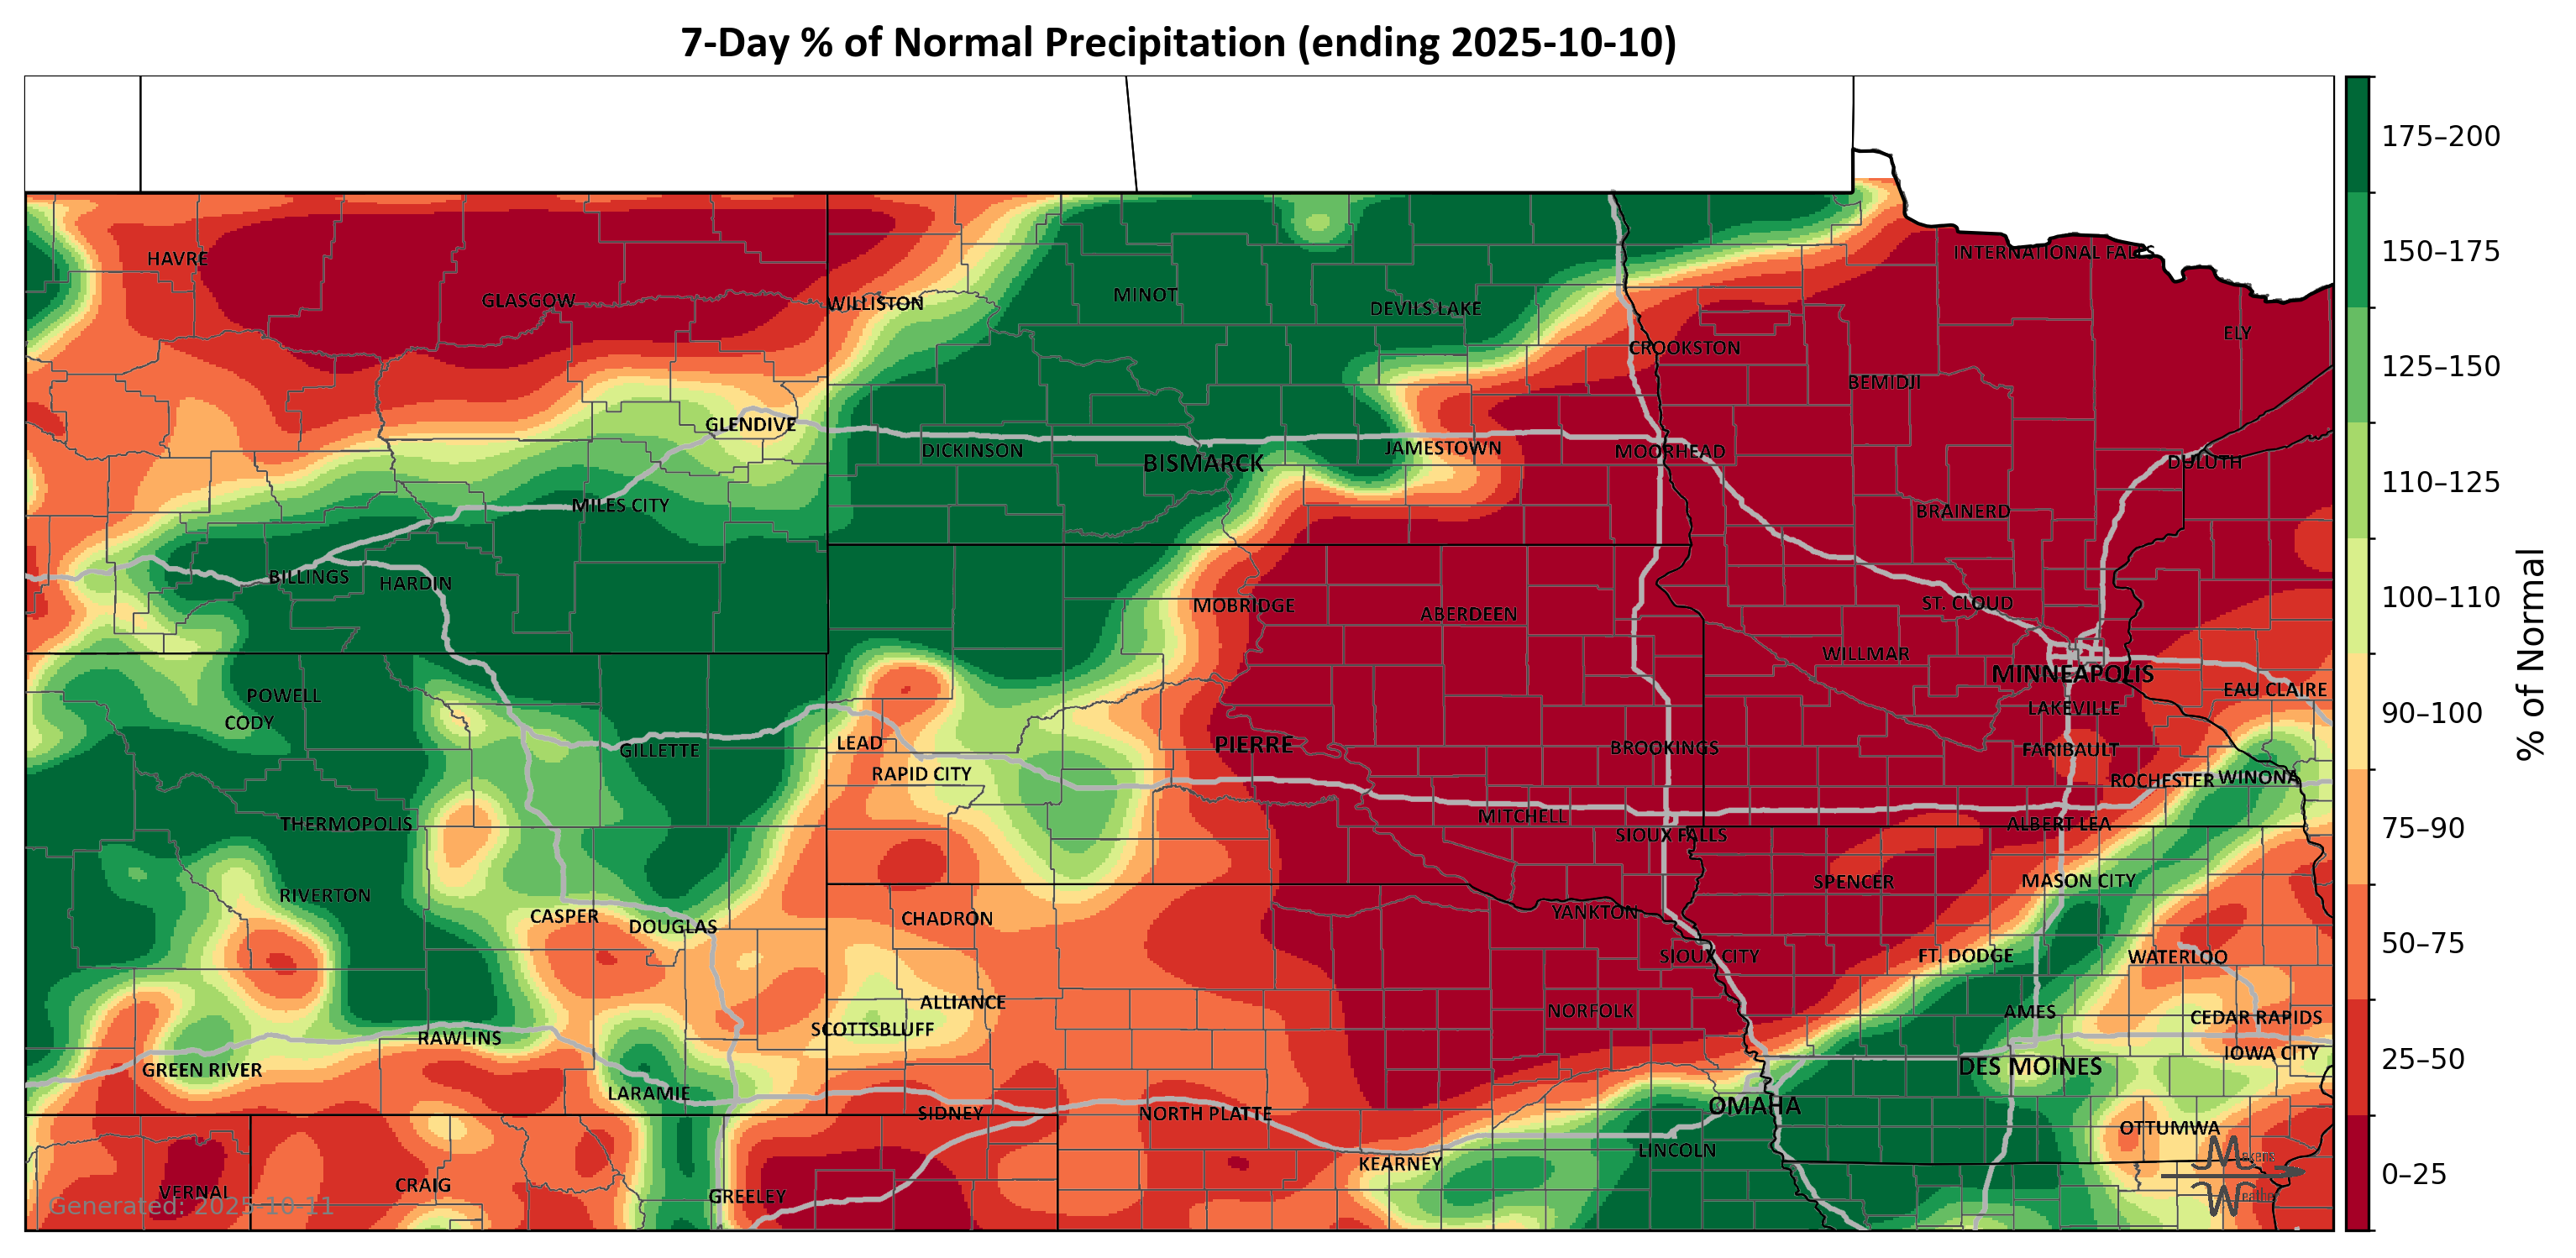 7-Day % of Normal Precipitation (ending 2025-10-10)
175–200
150–175
125–150
110–125
100–110
90–100
75–90
50–75
25–50
0–25
% of Normal
HAVRE
INTERNATIONAL FALLS
GLASGOW
WILLISTON
MINOT
DEVILS LAKE
ELY
CROOKSTON
BEMIDJI
GLENDIVE
DICKINSON
BISMARCK
JAMESTOWN
MOORHEAD
DULUTH
MILES CITY
BRAINERD
BILLINGS
HARDIN
MOBRIDGE
ABERDEEN
ST. CLOUD
WILLMAR
MINNEAPOLIS
POWELL
EAU CLAIRE
CODY
LAKEVILLE
GILLETTE
LEAD
PIERRE
BROOKINGS
FARIBAULT
RAPID CITY
ROCHESTER
WINONA
THERMOPOLIS
MITCHELL
SIOUX FALLS
ALBERT LEA
RIVERTON
SPENCER
MASON CITY
CASPER
DOUGLAS
CHADRON
YANKTON
SIOUX CITY
FT. DODGE
WATERLOO
ALLIANCE
NORFOLK
AMES
CEDAR RAPIDS
SCOTTSBLUFF
RAWLINS
IOWA CITY
GREEN RIVER
DES MOINES
LARAMIE
SIDNEY
NORTH PLATTE
OMAHA
OTTUMWA
LINCOLN
KEARNEY
VERNAL
CRAIG
GREELEY
Generated: 2025-10-11
Makens
Weather